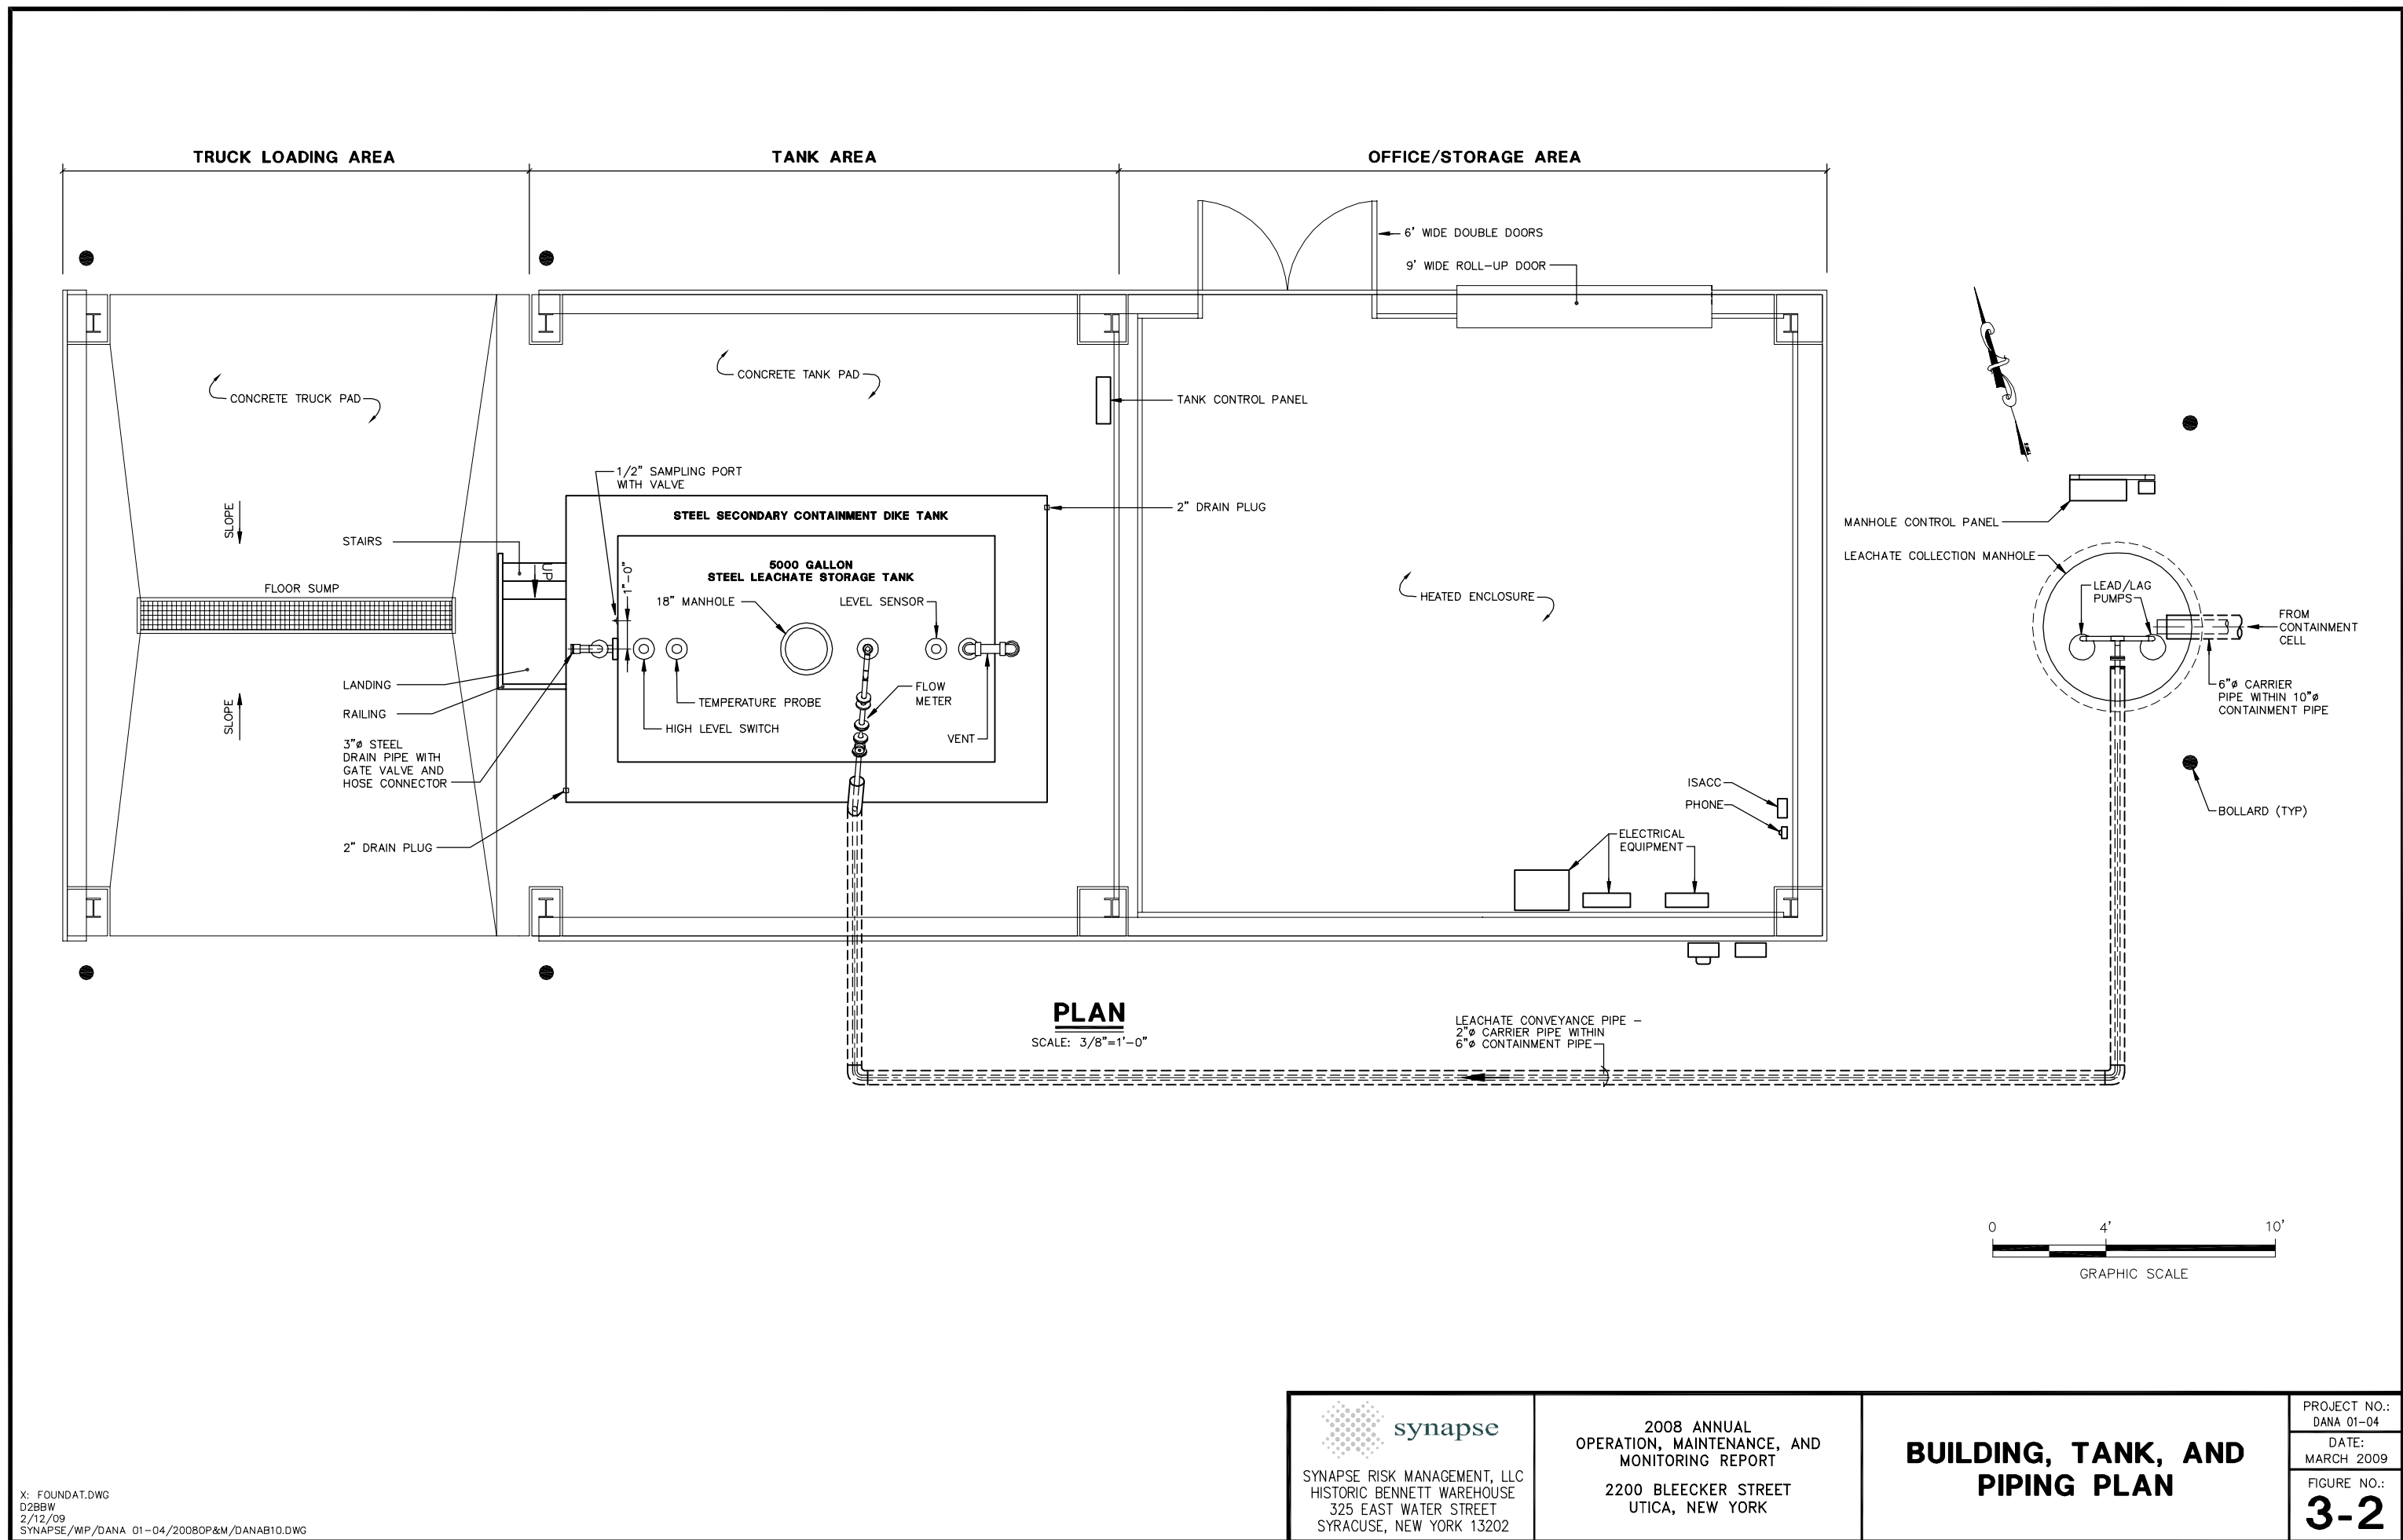 TRUCK LOADING AREA
TANK AREA
OFFICE/STORAGE AREA
6' WIDE DOUBLE DOORS
9' WIDE ROLL-UP DOOR
CONCRETE TRUCK PAD
CONCRETE TANK PAD
TANK CONTROL PANEL
1/2" SAMPLING PORT
WITH VALVE
2" DRAIN PLUG
STEEL SECONDARY CONTAINMENT DIKE TANK
5000 GALLON
STEEL LEACHATE STORAGE TANK
SLOPE
STAIRS
UP
1'-0"
FLOOR SUMP
18" MANHOLE
LEVEL SENSOR
HEATED ENCLOSURE
MANHOLE CONTROL PANEL
LEACHATE COLLECTION MANHOLE
LEAD/LAG
PUMPS
FROM
CONTAINMENT
CELL
6"ø CARRIER
PIPE WITHIN 10"ø
CONTAINMENT PIPE
LANDING
RAILING
SLOPE
TEMPERATURE PROBE
HIGH LEVEL SWITCH
FLOW
METER
VENT
3"ø STEEL
DRAIN PIPE WITH
GATE VALVE AND
HOSE CONNECTOR
2" DRAIN PLUG
ISACC
PHONE
ELECTRICAL
EQUIPMENT
BOLLARD (TYP)
PLAN
SCALE: 3/8"=1'-0"
LEACHATE CONVEYANCE PIPE -
2"ø CARRIER PIPE WITHIN
6"ø CONTAINMENT PIPE
0 4' 10'
GRAPHIC SCALE
synapse
SYNAPSE RISK MANAGEMENT, LLC
HISTORIC BENNETT WAREHOUSE
325 EAST WATER STREET
SYRACUSE, NEW YORK 13202
2008 ANNUAL
OPERATION, MAINTENANCE, AND
MONITORING REPORT
2200 BLEECKER STREET
UTICA, NEW YORK
BUILDING, TANK, AND
PIPING PLAN
PROJECT NO.:
DANA 01-04
DATE:
MARCH 2009
FIGURE NO.:
3-2
X: FOUNDAT.DWG
D2BBW
2/12/09
SYNAPSE/WIP/DANA 01-04/2008OP&M/DANAB10.DWG